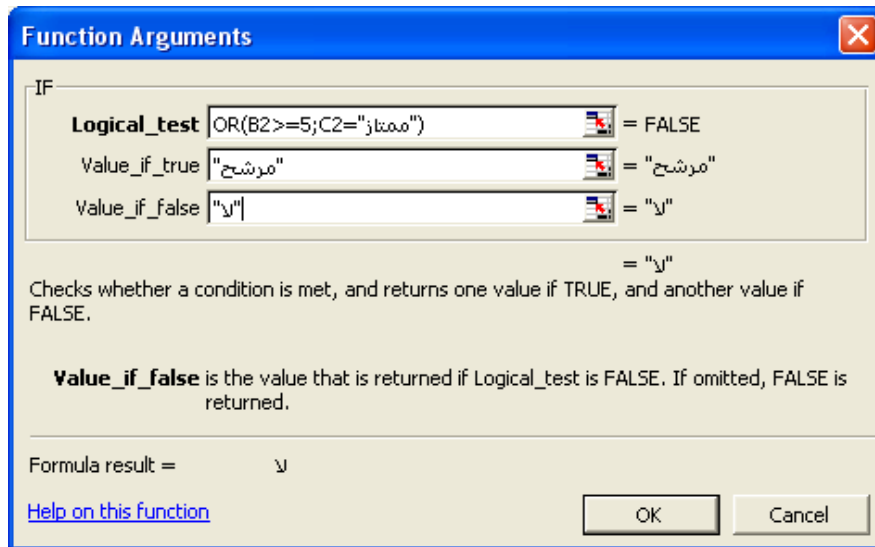 Function Arguments
IF
Logical_test OR(B2>=5;C2="ممتاز") = FALSE
Value_if_true "مرشح" = "مرشح"
Value_if_false "لا" = "لا"
= "لا"
Checks whether a condition is met, and returns one value if TRUE, and another value if
FALSE.
Value_if_false is the value that is returned if Logical_test is FALSE. If omitted, FALSE is
returned.
Formula result = لا
Help on this function OK Cancel